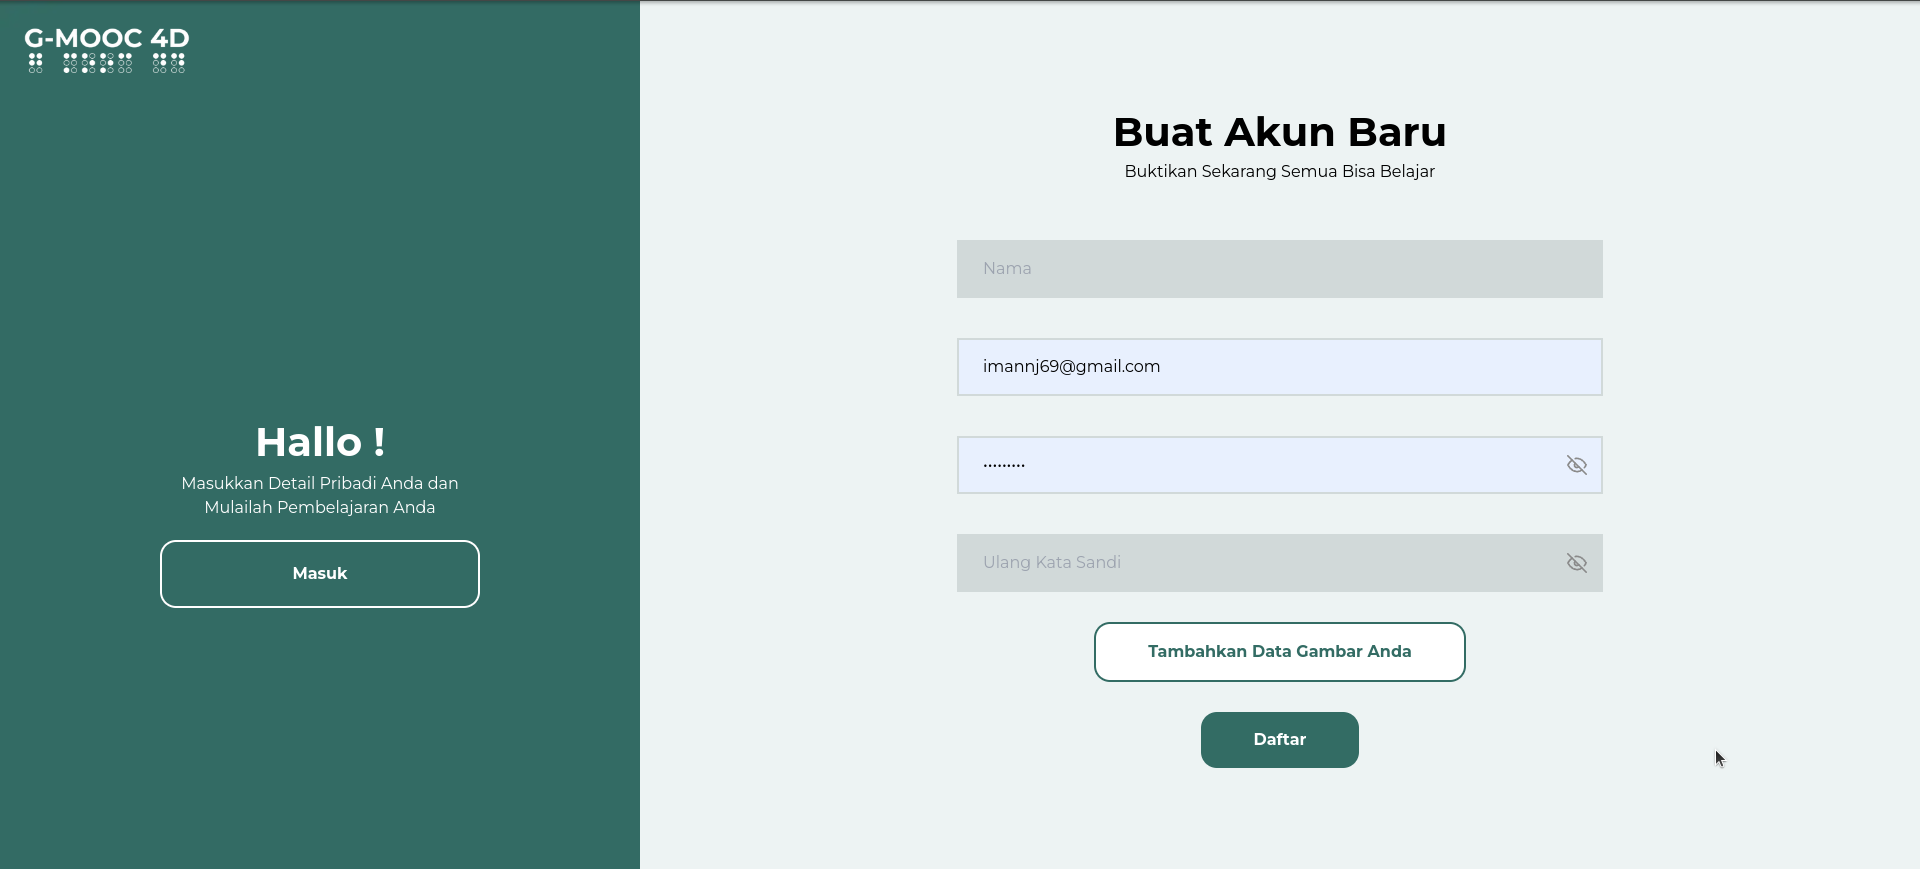 G-MOOC 4D
Hallo !
Masukkan Detail Pribadi Anda dan
Mulailah Pembelajaran Anda
Masuk
Buat Akun Baru
Buktikan Sekarang Semua Bisa Belajar
Nama
imannj69@gmail.com
•••••••••
Ulang Kata Sandi
Tambahkan Data Gambar Anda
Daftar